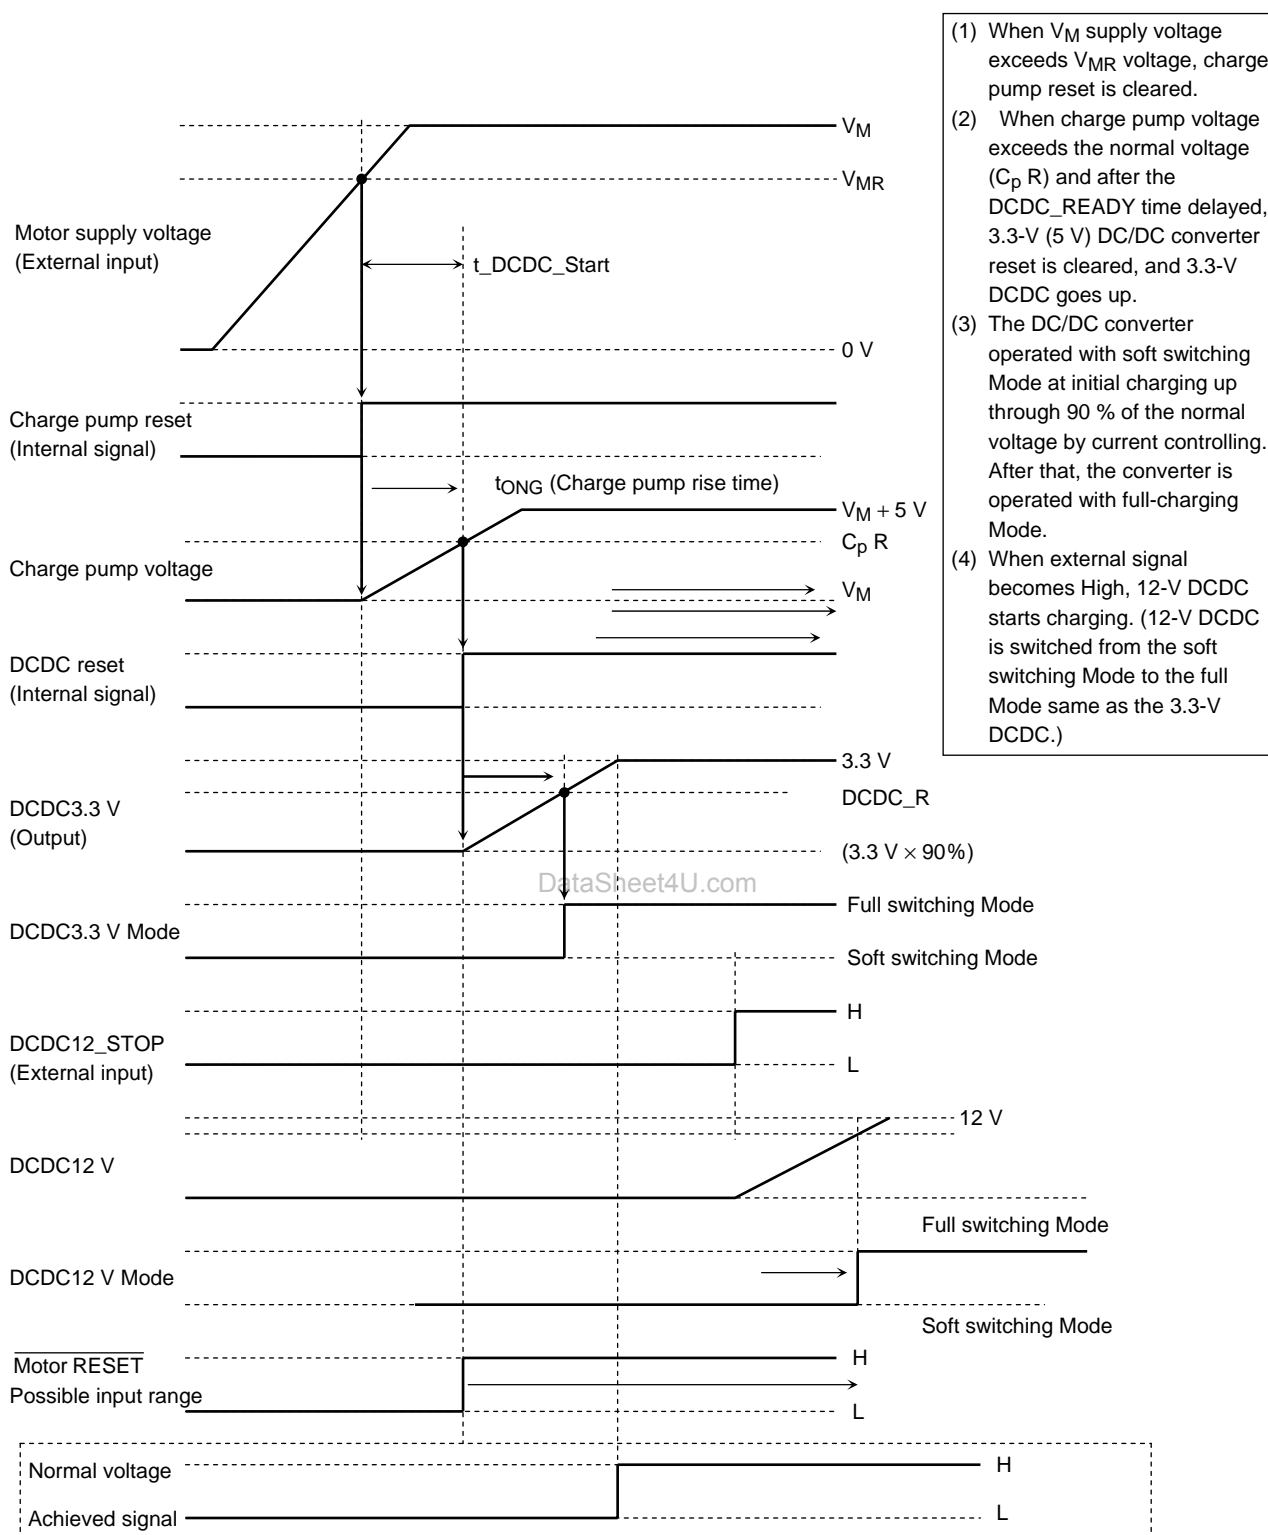 (1) When VM supply voltage
exceeds VMR voltage, charge
pump reset is cleared.
(2) When charge pump voltage
exceeds the normal voltage
(Cp R) and after the
DCDC_READY time delayed,
3.3-V (5 V) DC/DC converter
reset is cleared, and 3.3-V
DCDC goes up.
(3) The DC/DC converter
operated with soft switching
Mode at initial charging up
through 90 % of the normal
voltage by current controlling.
After that, the converter is
operated with full-charging
Mode.
(4) When external signal
becomes High, 12-V DCDC
starts charging. (12-V DCDC
is switched from the soft
switching Mode to the full
Mode same as the 3.3-V
DCDC.)
VM
VMR
Motor supply voltage
(External input)
t_DCDC_Start
0 V
Charge pump reset
(Internal signal)
tONG (Charge pump rise time)
VM + 5 V
Cp R
Charge pump voltage
VM
DCDC reset
(Internal signal)
3.3 V
DCDC_R
DCDC3.3 V
(Output)
(3.3 V × 90%)
DataSheet4U.com
Full switching Mode
DCDC3.3 V Mode
Soft switching Mode
H
DCDC12_STOP
(External input)
L
12 V
DCDC12 V
Full switching Mode
DCDC12 V Mode
Soft switching Mode
Motor RESET
H
Possible input range
L
Normal voltage
H
Achieved signal
L